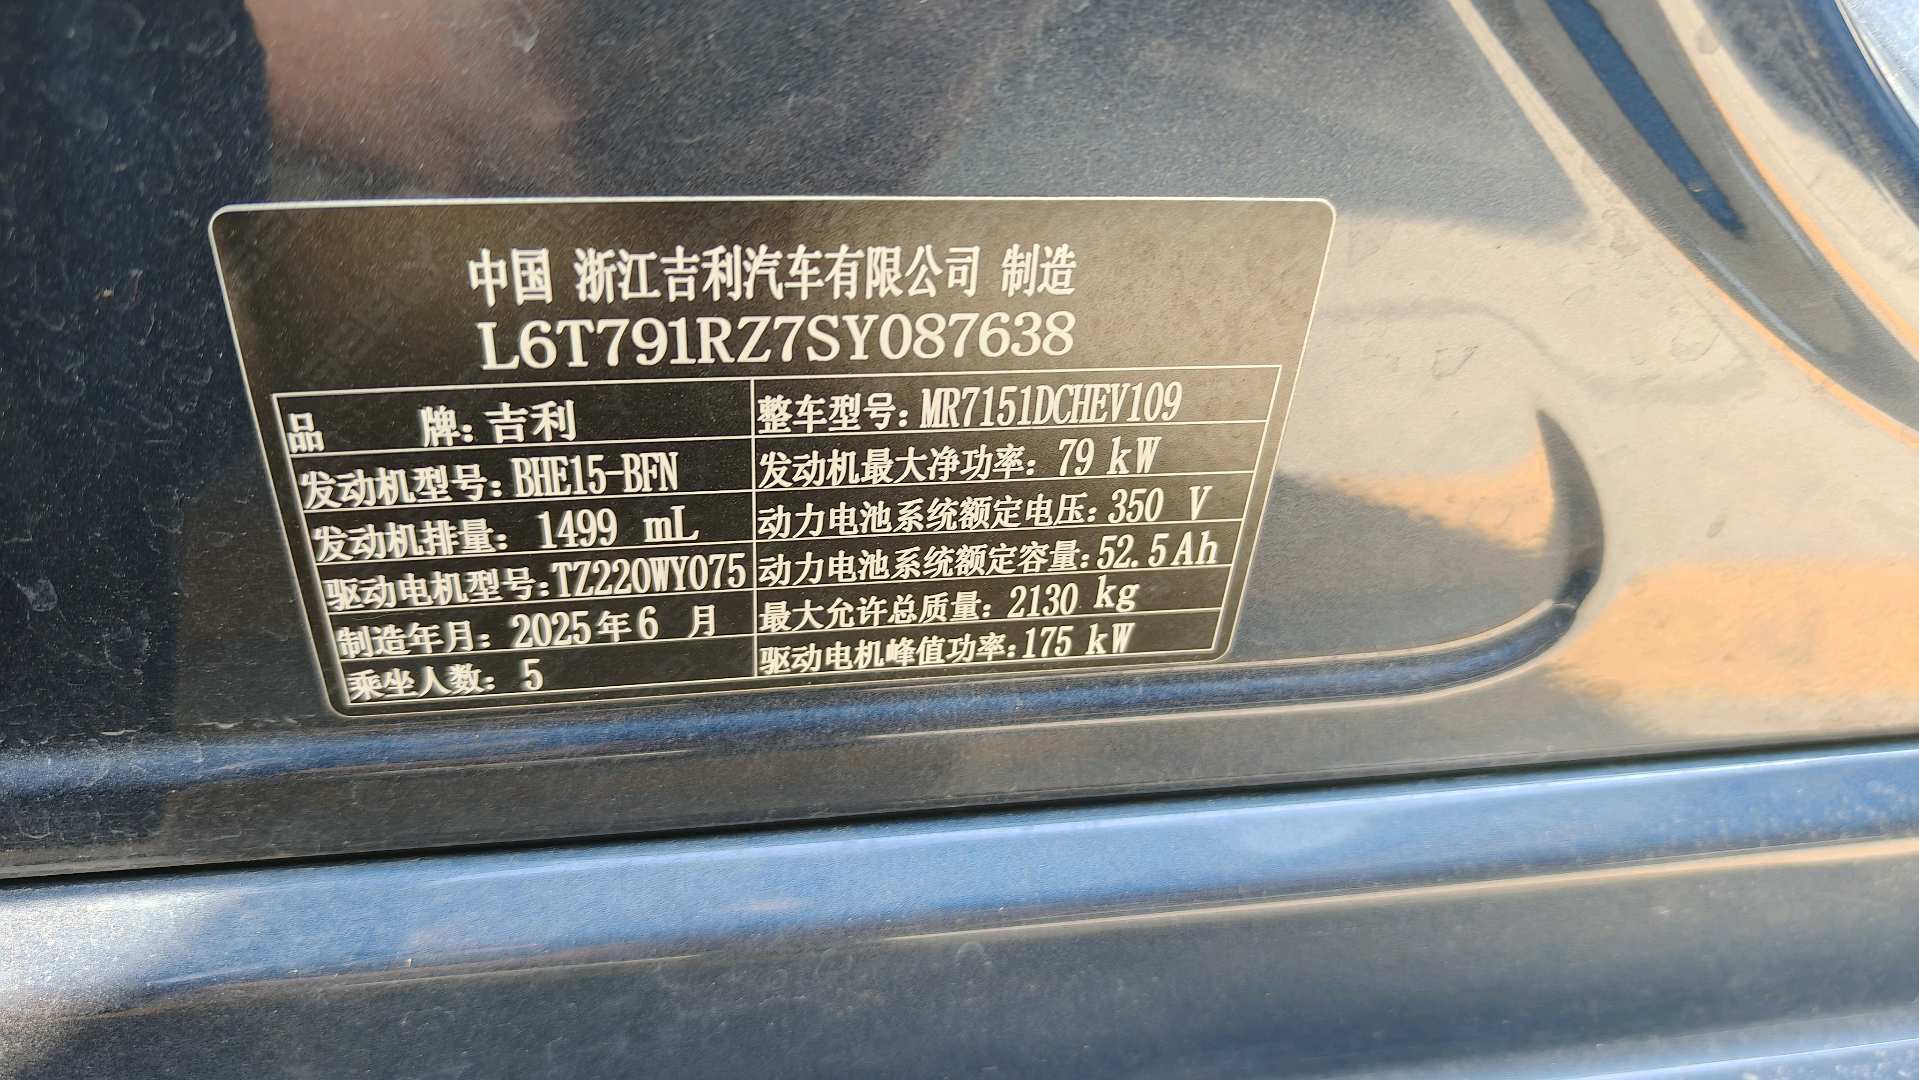 中国 浙江吉利汽车有限公司 制造
L6T791RZ7SY087638
品 牌: 吉利 整车型号: MR7151DCHEV109
发动机型号: BHE15-BFN 发动机最大净功率: 79 kW
发动机排量: 1499 mL 动力电池系统额定电压: 350 V
驱动电机型号: TZ220WY075 动力电池系统额定容量: 52.5Ah
制造年月: 2025年6 月 最大允许总质量: 2130 kg
乘坐人数: 5 驱动电机峰值功率: 175 kW